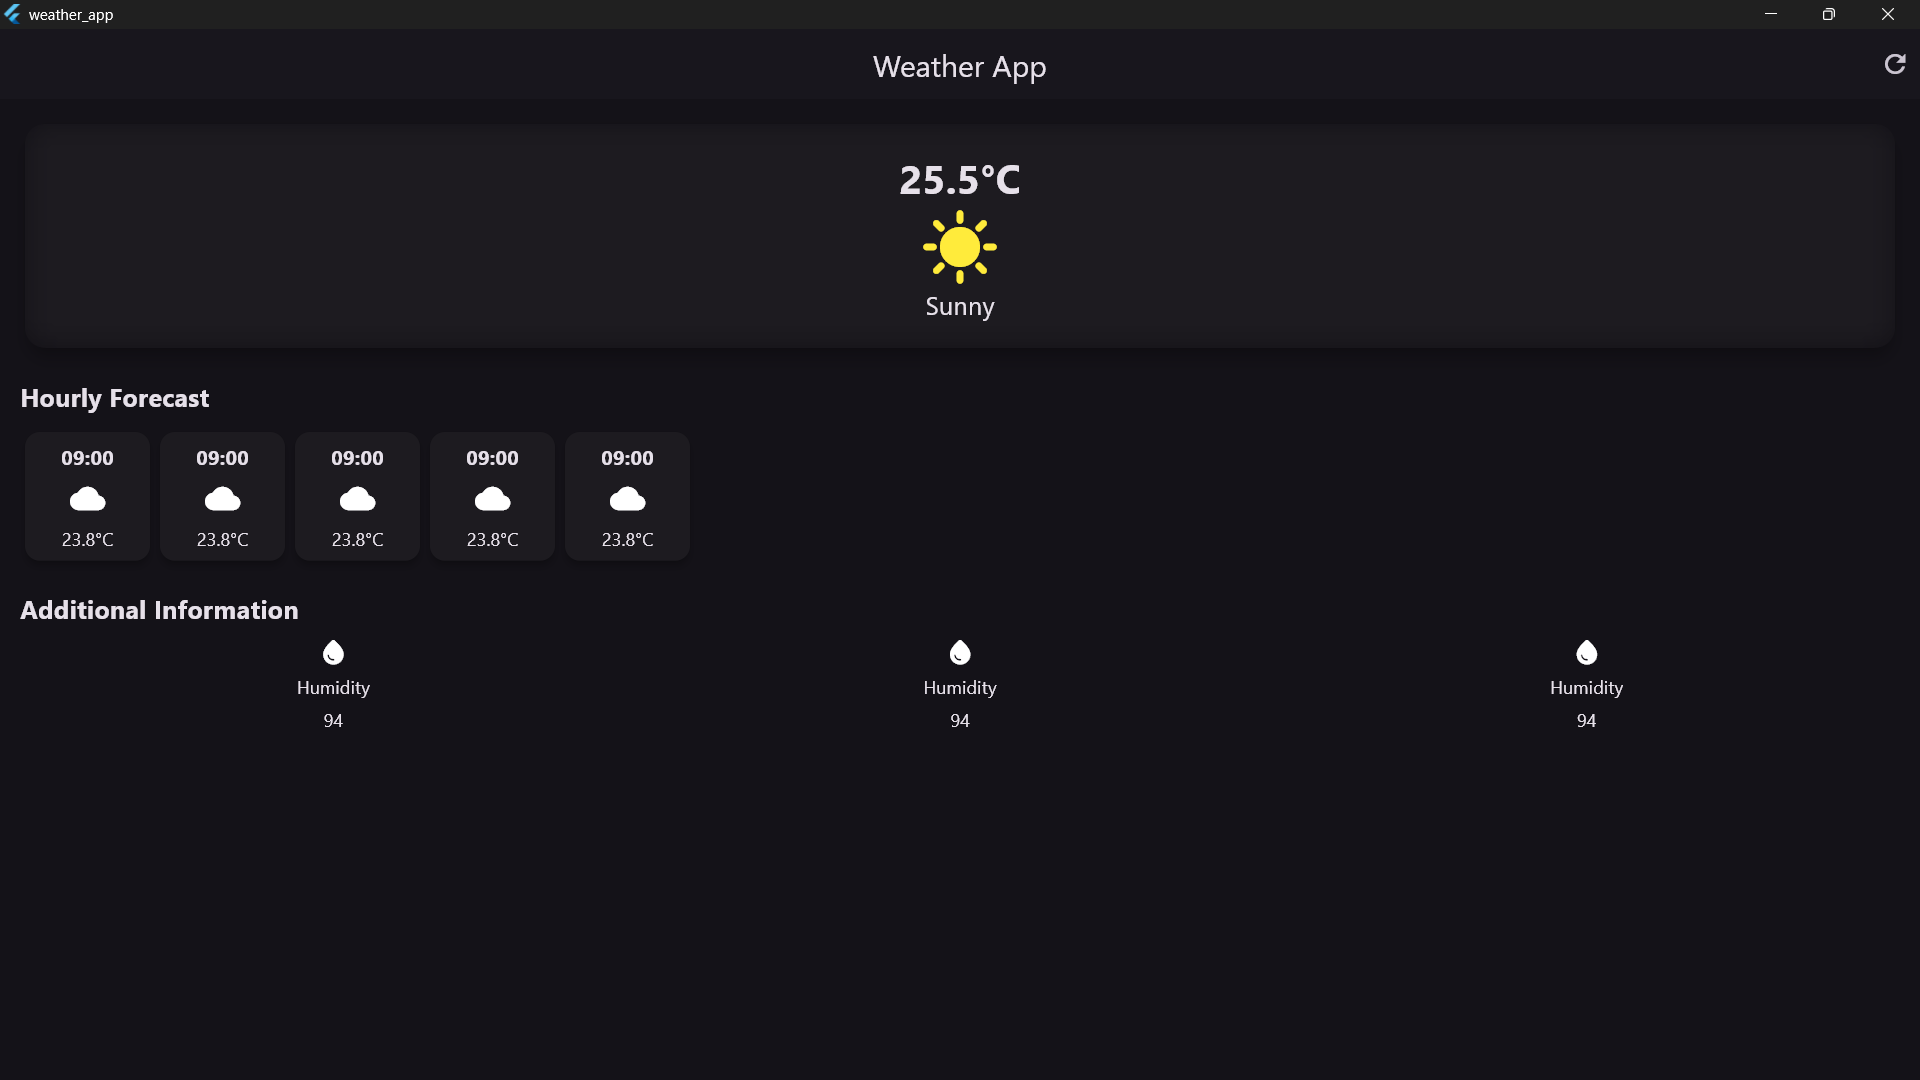 weather_app
Weather App
25.5°C
Sunny
Hourly Forecast
09:00 09:00 09:00 09:00 09:00
23.8°C 23.8°C 23.8°C 23.8°C 23.8°C
Additional Information
Humidity Humidity Humidity
94 94 94